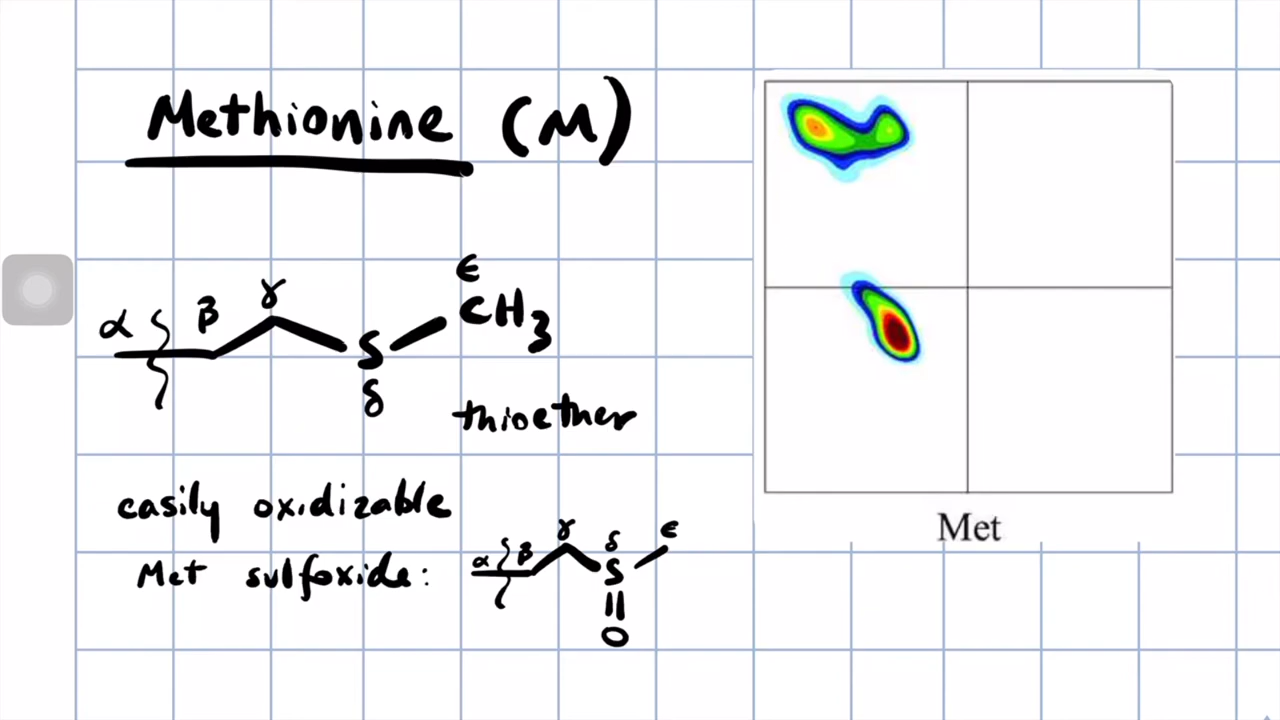 Methionine (M)
ϵ
α β γ S CH3
δ
thioether
easily oxidizable
Met sulfoxide: α β γ δ S ϵ
O
Met